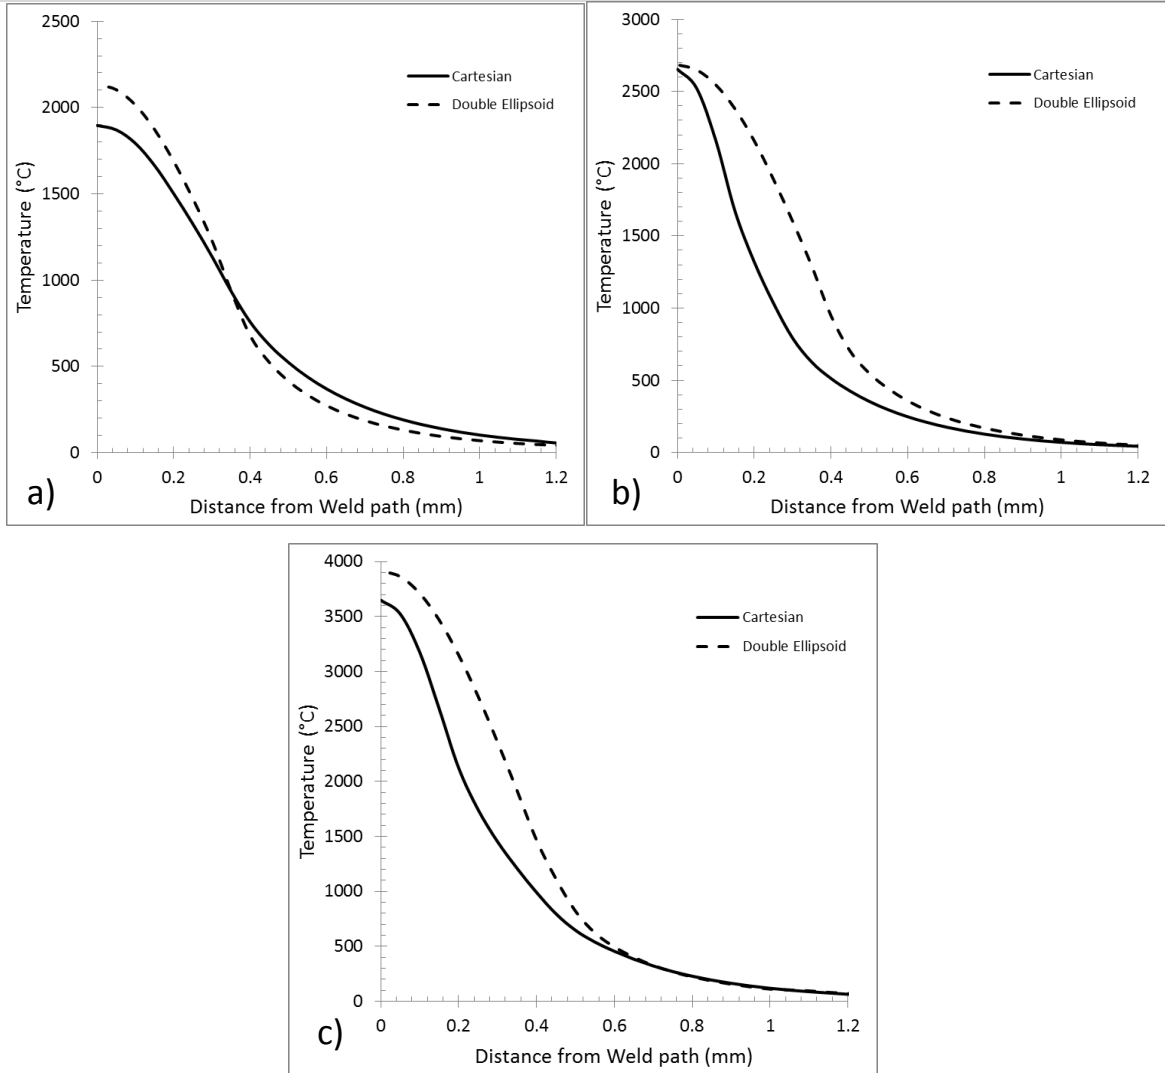 2500
2000
1500
1000
500
0
0 0.2 0.4 0.6 0.8 1 1.2
Temperature (°C)
Distance from Weld path (mm)
Cartesian
Double Ellipsoid
a)
3000
2500
2000
1500
1000
500
0
0 0.2 0.4 0.6 0.8 1 1.2
Temperature (°C)
Distance from Weld path (mm)
Cartesian
Double Ellipsoid
b)
4000
3500
3000
2500
2000
1500
1000
500
0
0 0.2 0.4 0.6 0.8 1 1.2
Temperature (°C)
Distance from Weld path (mm)
Cartesian
Double Ellipsoid
c)